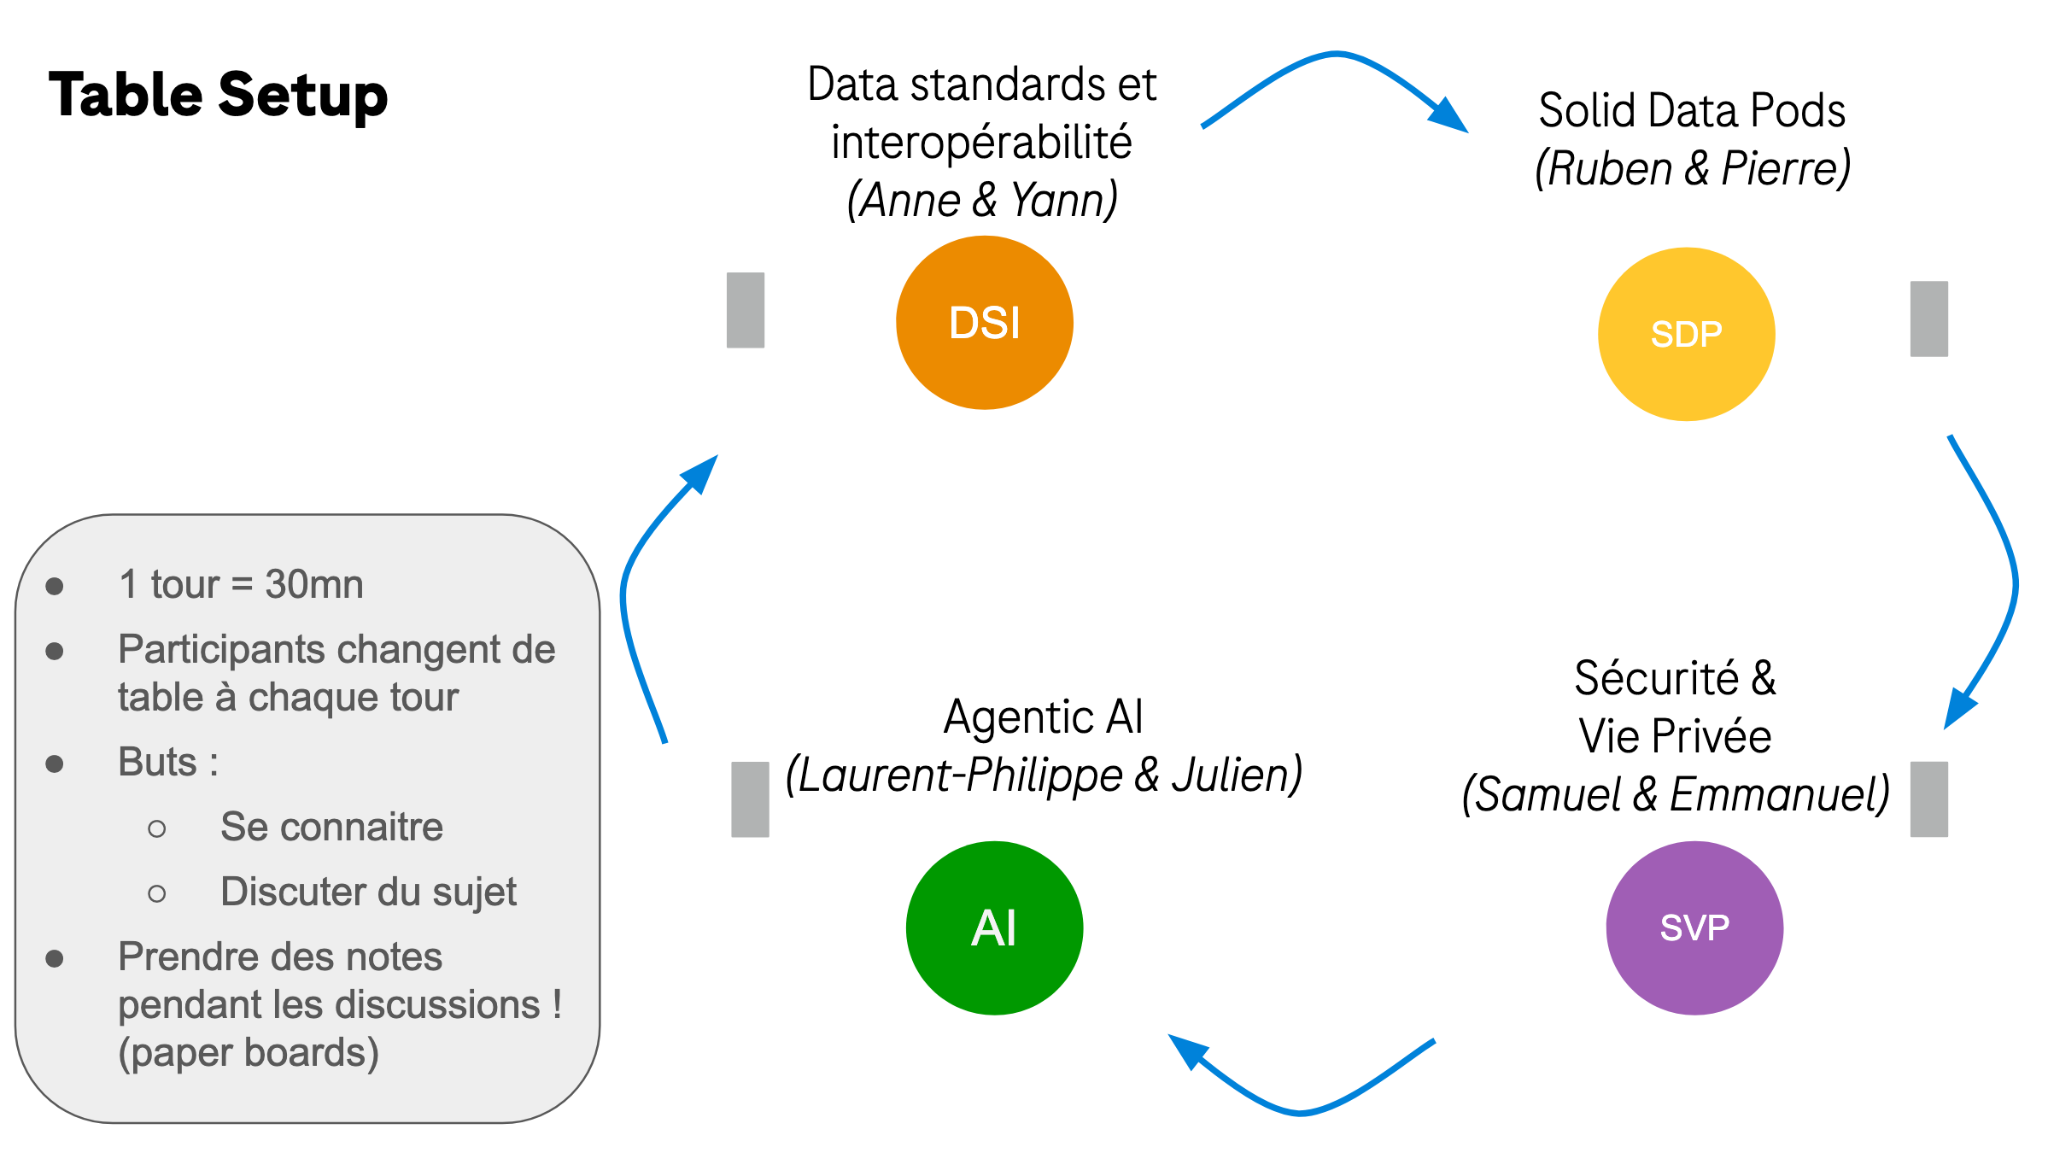 Table Setup
Data standards et
interopérabilité
(Anne & Yann)
DSI
Solid Data Pods
(Ruben & Pierre)
SDP
● 1 tour = 30mn
● Participants changent de
table à chaque tour
● Buts :
○ Se connaitre
○ Discuter du sujet
● Prendre des notes
pendant les discussions !
(paper boards)
Agentic AI
(Laurent-Philippe & Julien)
AI
Sécurité &
Vie Privée
(Samuel & Emmanuel)
SVP